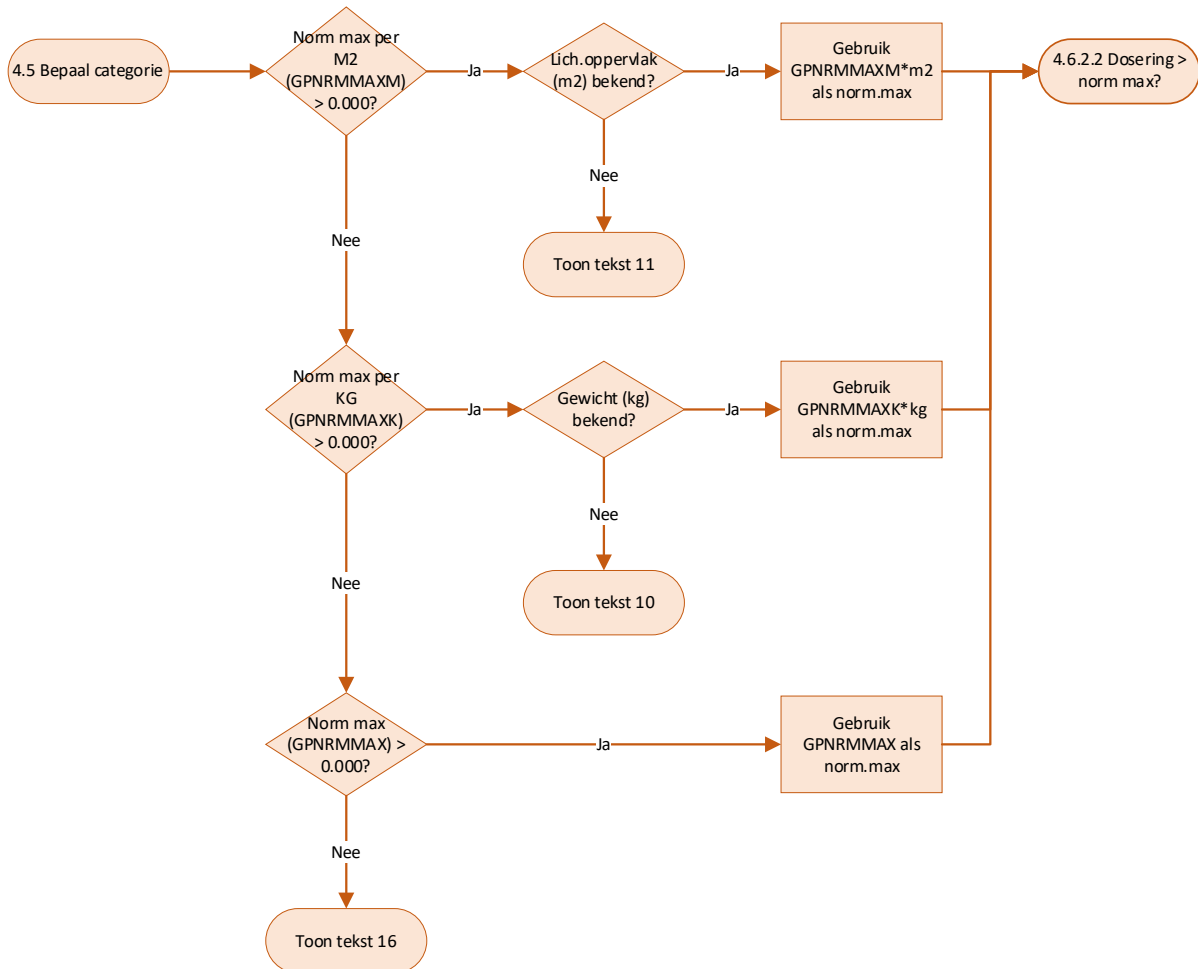 4.5 Bepaal categorie
Norm max per
M2
(GPNRMMAXM)
> 0.000?
Ja
Lich.oppervlak
(m2) bekend?
Ja
Gebruik
GPNRMMAXM*m2
als norm.max
4.6.2.2 Dosering >
norm max?
Nee
Toon tekst 11
Nee
Norm max per
KG
(GPNRMMAXK)
> 0.000?
Ja
Gewicht (kg)
bekend?
Ja
Gebruik
GPNRMMAXK*kg
als norm.max
Nee
Toon tekst 10
Nee
Norm max
(GPNRMMAX) >
0.000?
Ja
Gebruik
GPNRMMAX als
norm.max
Nee
Toon tekst 16